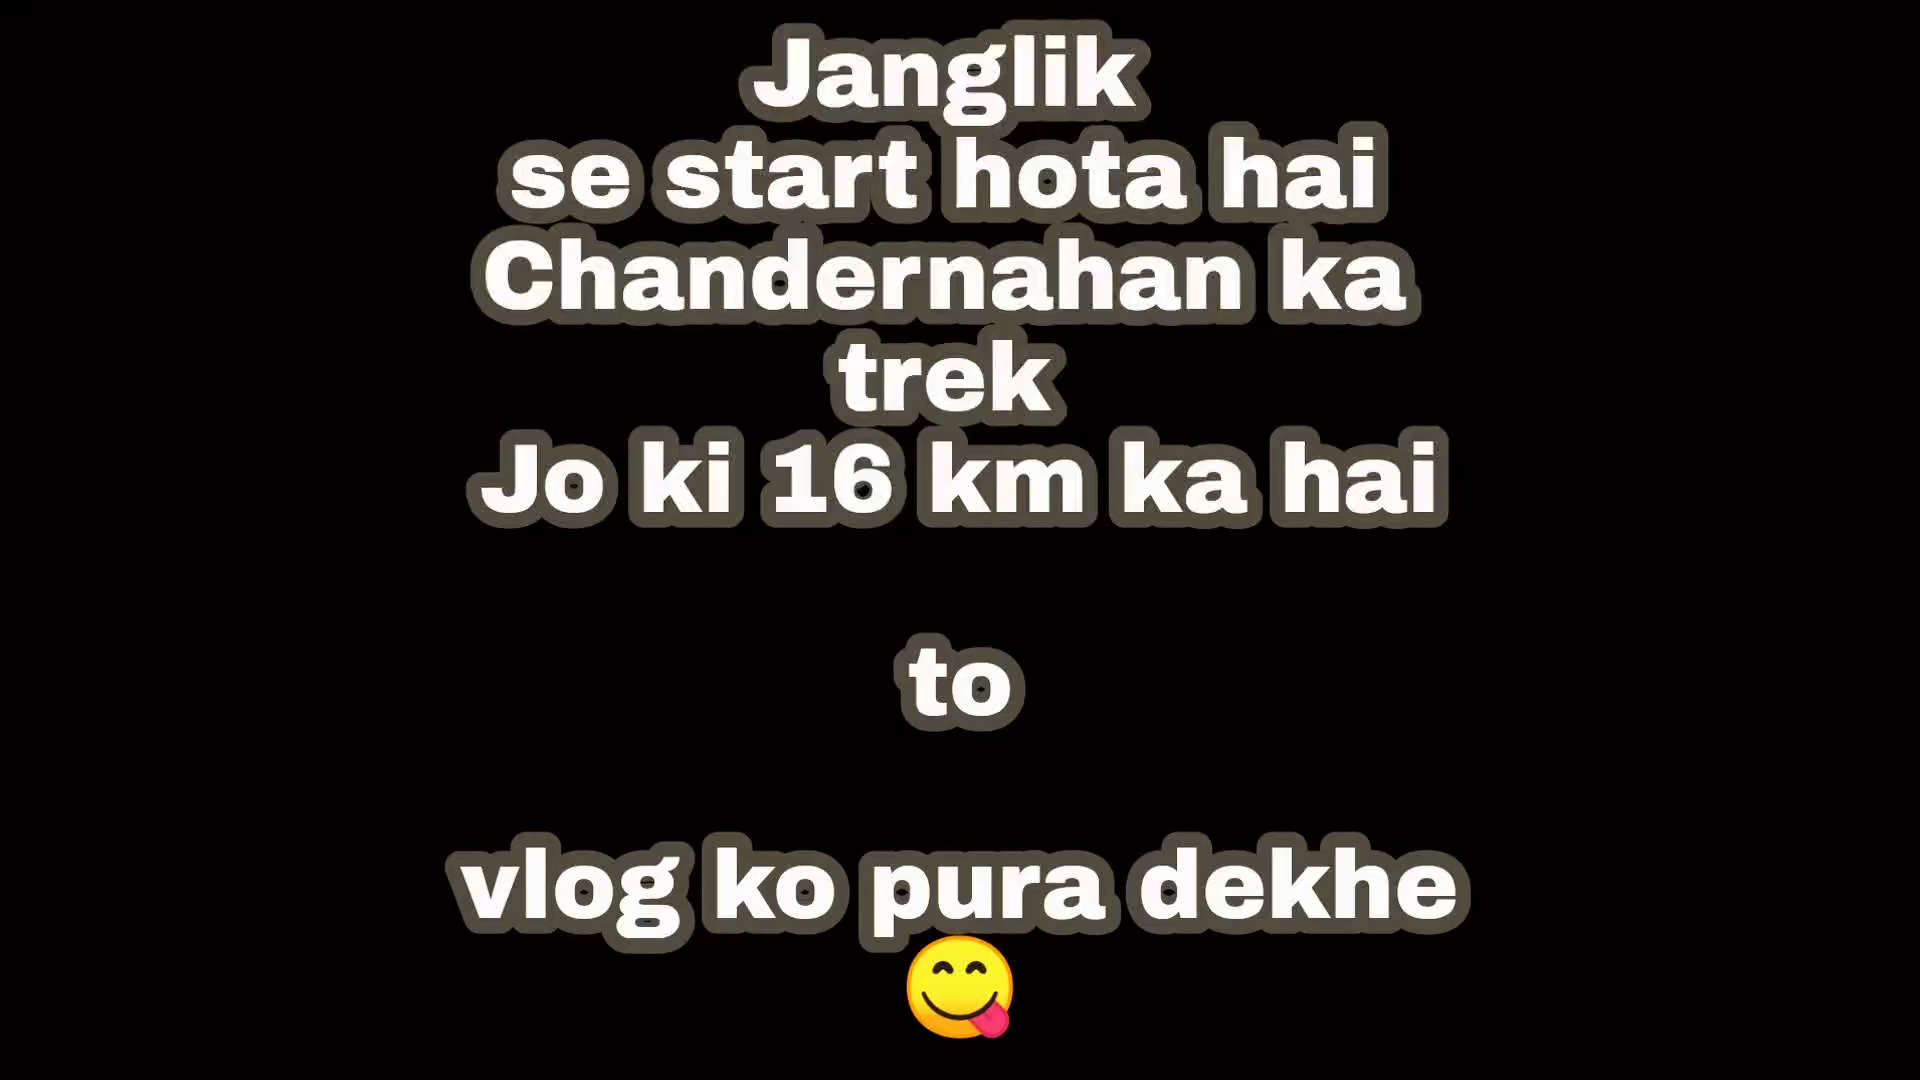 Janglik
se start hota hai
Chandernahan ka
trek
Jo ki 16 km ka hai
to
vlog ko pura dekhe
😋